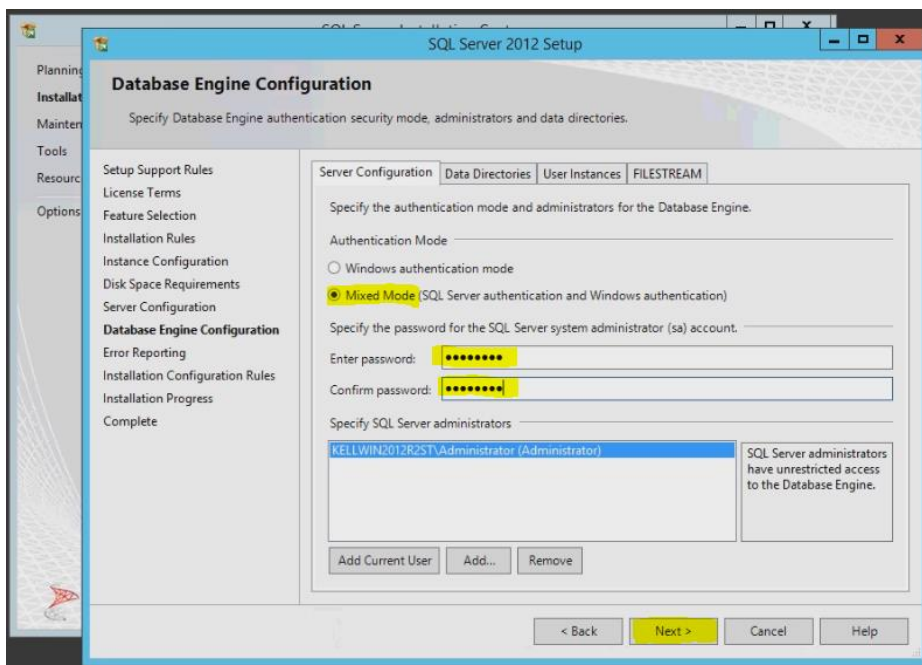 SQL Server 2012 Setup
Planning
Maintenance
Tools
Options
Database Engine Configuration
Specify Database Engine authentication security mode, administrators and data directories.
Setup Support Rules
License Terms
Feature Selection
Installation Rules
Instance Configuration
Disk Space Requirements
Server Configuration
Database Engine Configuration
Error Reporting
Installation Configuration Rules
Installation Progress
Complete
Server Configuration
Data Directories
User Instances
FILESTREAM
Specify the authentication mode and administrators for the Database Engine.
Authentication Mode
Windows authentication mode
Mixed Mode (SQL Server authentication and Windows authentication)
Specify the password for the SQL Server system administrator (sa) account.
Enter password: ●●●●●●●●
Confirm password: ●●●●●●●●
Specify SQL Server administrators
KELLWIN2012R2ST\Administrator (Administrator)
SQL Server administrators
have unrestricted access
to the Database Engine.
Add Current User
Add...
Remove
< Back
Next >
Cancel
Help